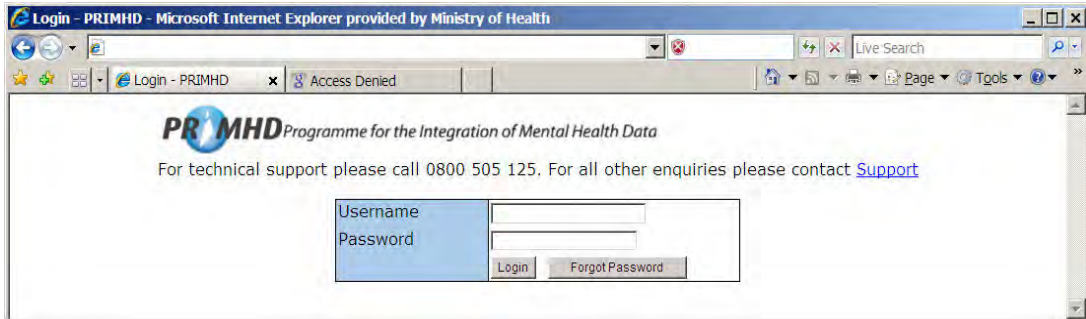 Login - PRIMHD - Microsoft Internet Explorer provided by Ministry of Health
Live Search
Login - PRIMHD x Access Denied Page Tools »
PRIMHD Programme for the Integration of Mental Health Data
For technical support please call 0800 505 125. For all other enquiries please contact Support
Username
Password
Login Forgot Password